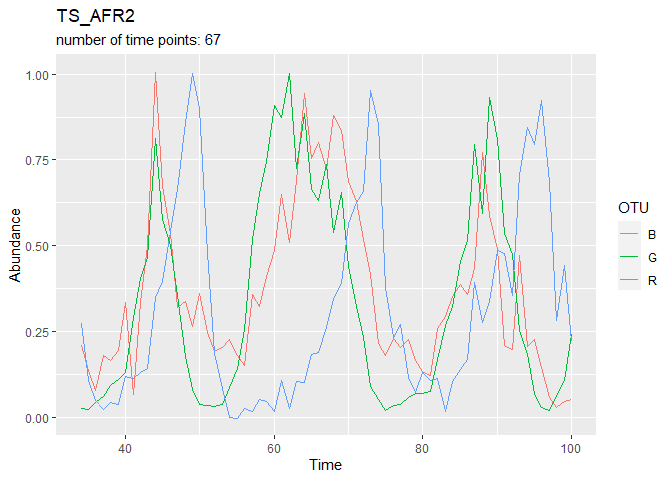 TS_AFR2
number of time points: 67
1.00
0.75
0.50
0.25
0.00
Abundance
40
60
80
100
Time
OTU
B
G
R